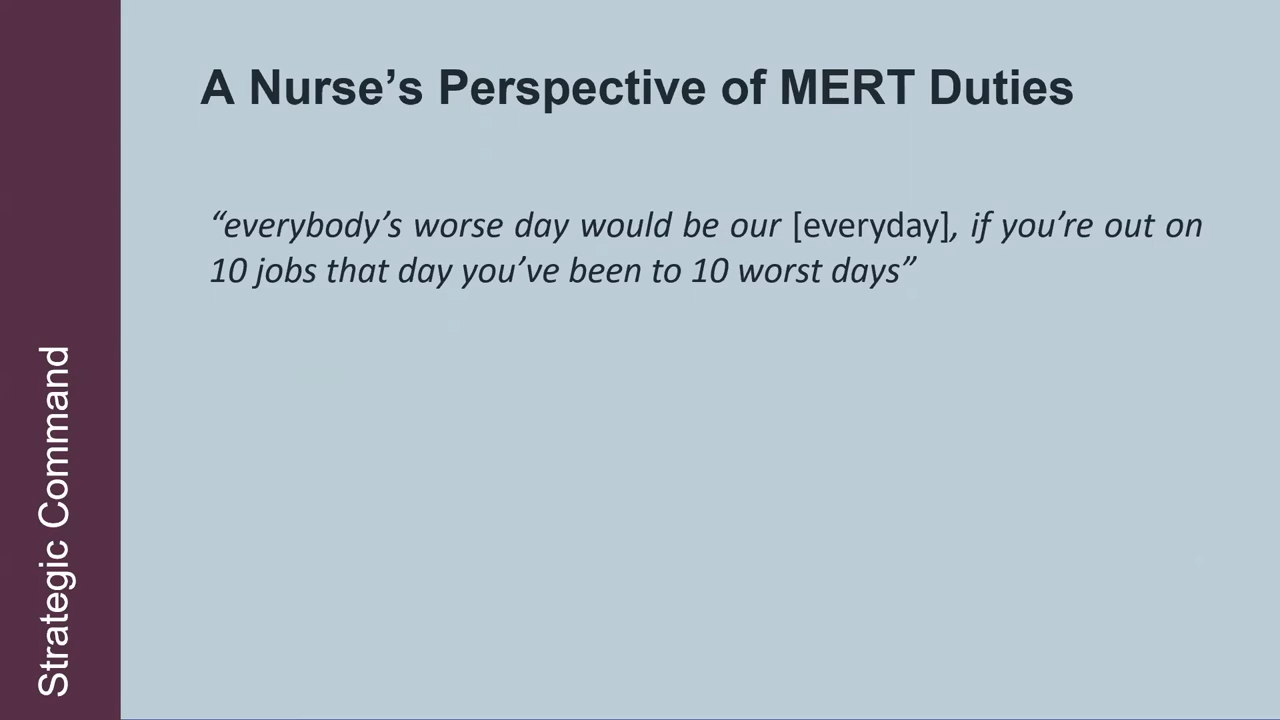 A Nurse’s Perspective of MERT Duties
“everybody’s worse day would be our [everyday], if you’re out on
10 jobs that day you’ve been to 10 worst days”
Strategic Command